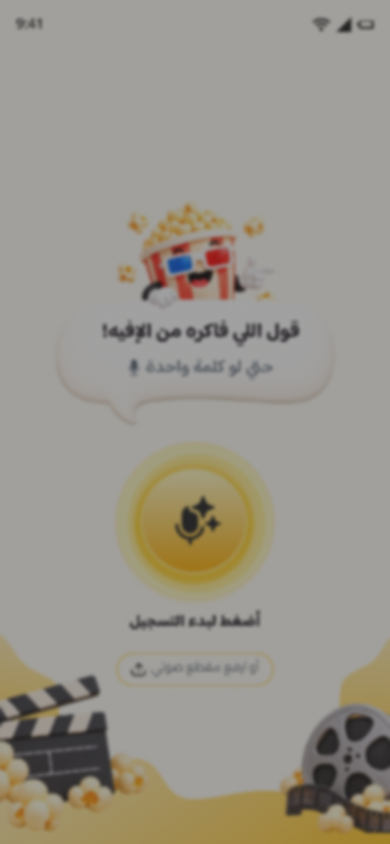 9:41
قول اللي فاكره من الإفيه!
حتى لو كلمة واحدة
أضغط لبدء التسجيل
أو ارفع مقطع صوتي